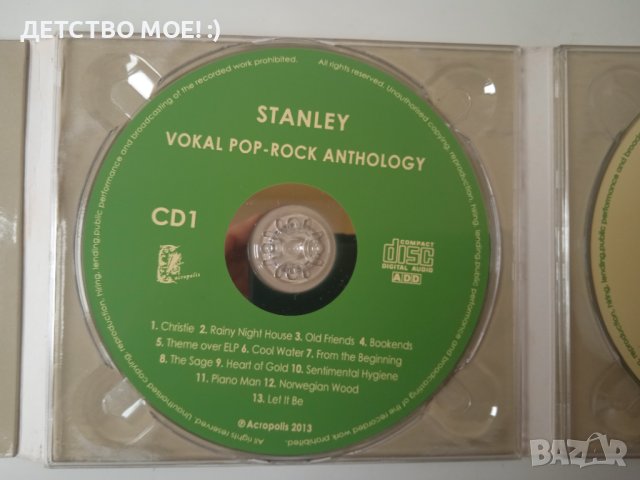 ДЕТСТВО МОЕ! :)
All rights reserved. Unauthorised copying, reproduction, hiring, lending, public performance and broadcasting of the recorded work prohibited.
STANLEY
VOKAL POP-ROCK ANTHOLOGY
CD1
acropolis
COMPACT
disc
DIGITAL AUDIO
ADD
1. Christie 2. Rainy Night House 3. Old Friends 4. Bookends
5. Theme over ELP 6. Cool Water 7. From the Beginning
8. The Sage 9. Heart of Gold 10. Sentimental Hygiene
11. Piano Man 12. Norwegian Wood
13. Let It Be
℗ Acropolis 2013
All rights reserved. Unauthorised copying, reproduction, hiring, lending, public performance and broadcasting of the recorded work prohibited.
BAZAR
bg